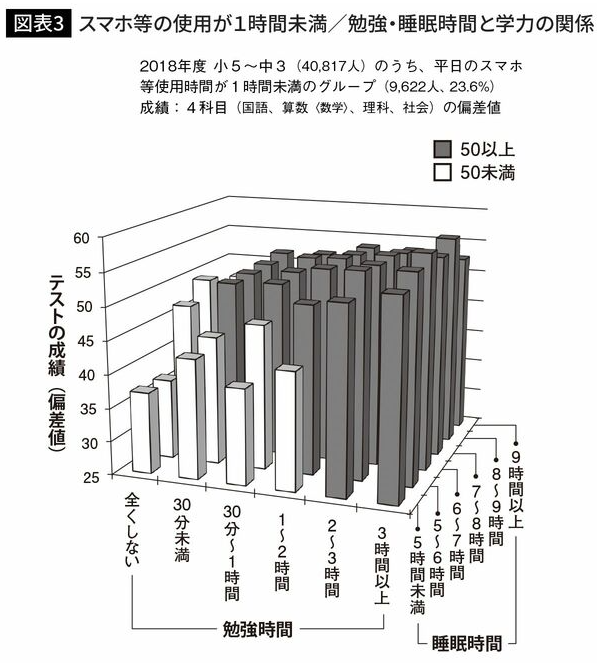 図表3 スマホ等の使用が1時間未満／勉強・睡眠時間と学力の関係
2018年度 小5〜中3（40,817人）のうち、平日のスマホ
等使用時間が1時間未満のグループ（9,622人、23.6%）
成績：4科目（国語、算数〈数学〉、理科、社会）の偏差値
50以上
50未満
60
55
50
45
40
35
30
25
テストの成績（偏差値）
全くしない
30分未満
30分〜1時間
1〜2時間
2〜3時間
3時間以上
勉強時間
5時間未満
5〜6時間
6〜7時間
7〜8時間
8〜9時間
9時間以上
睡眠時間